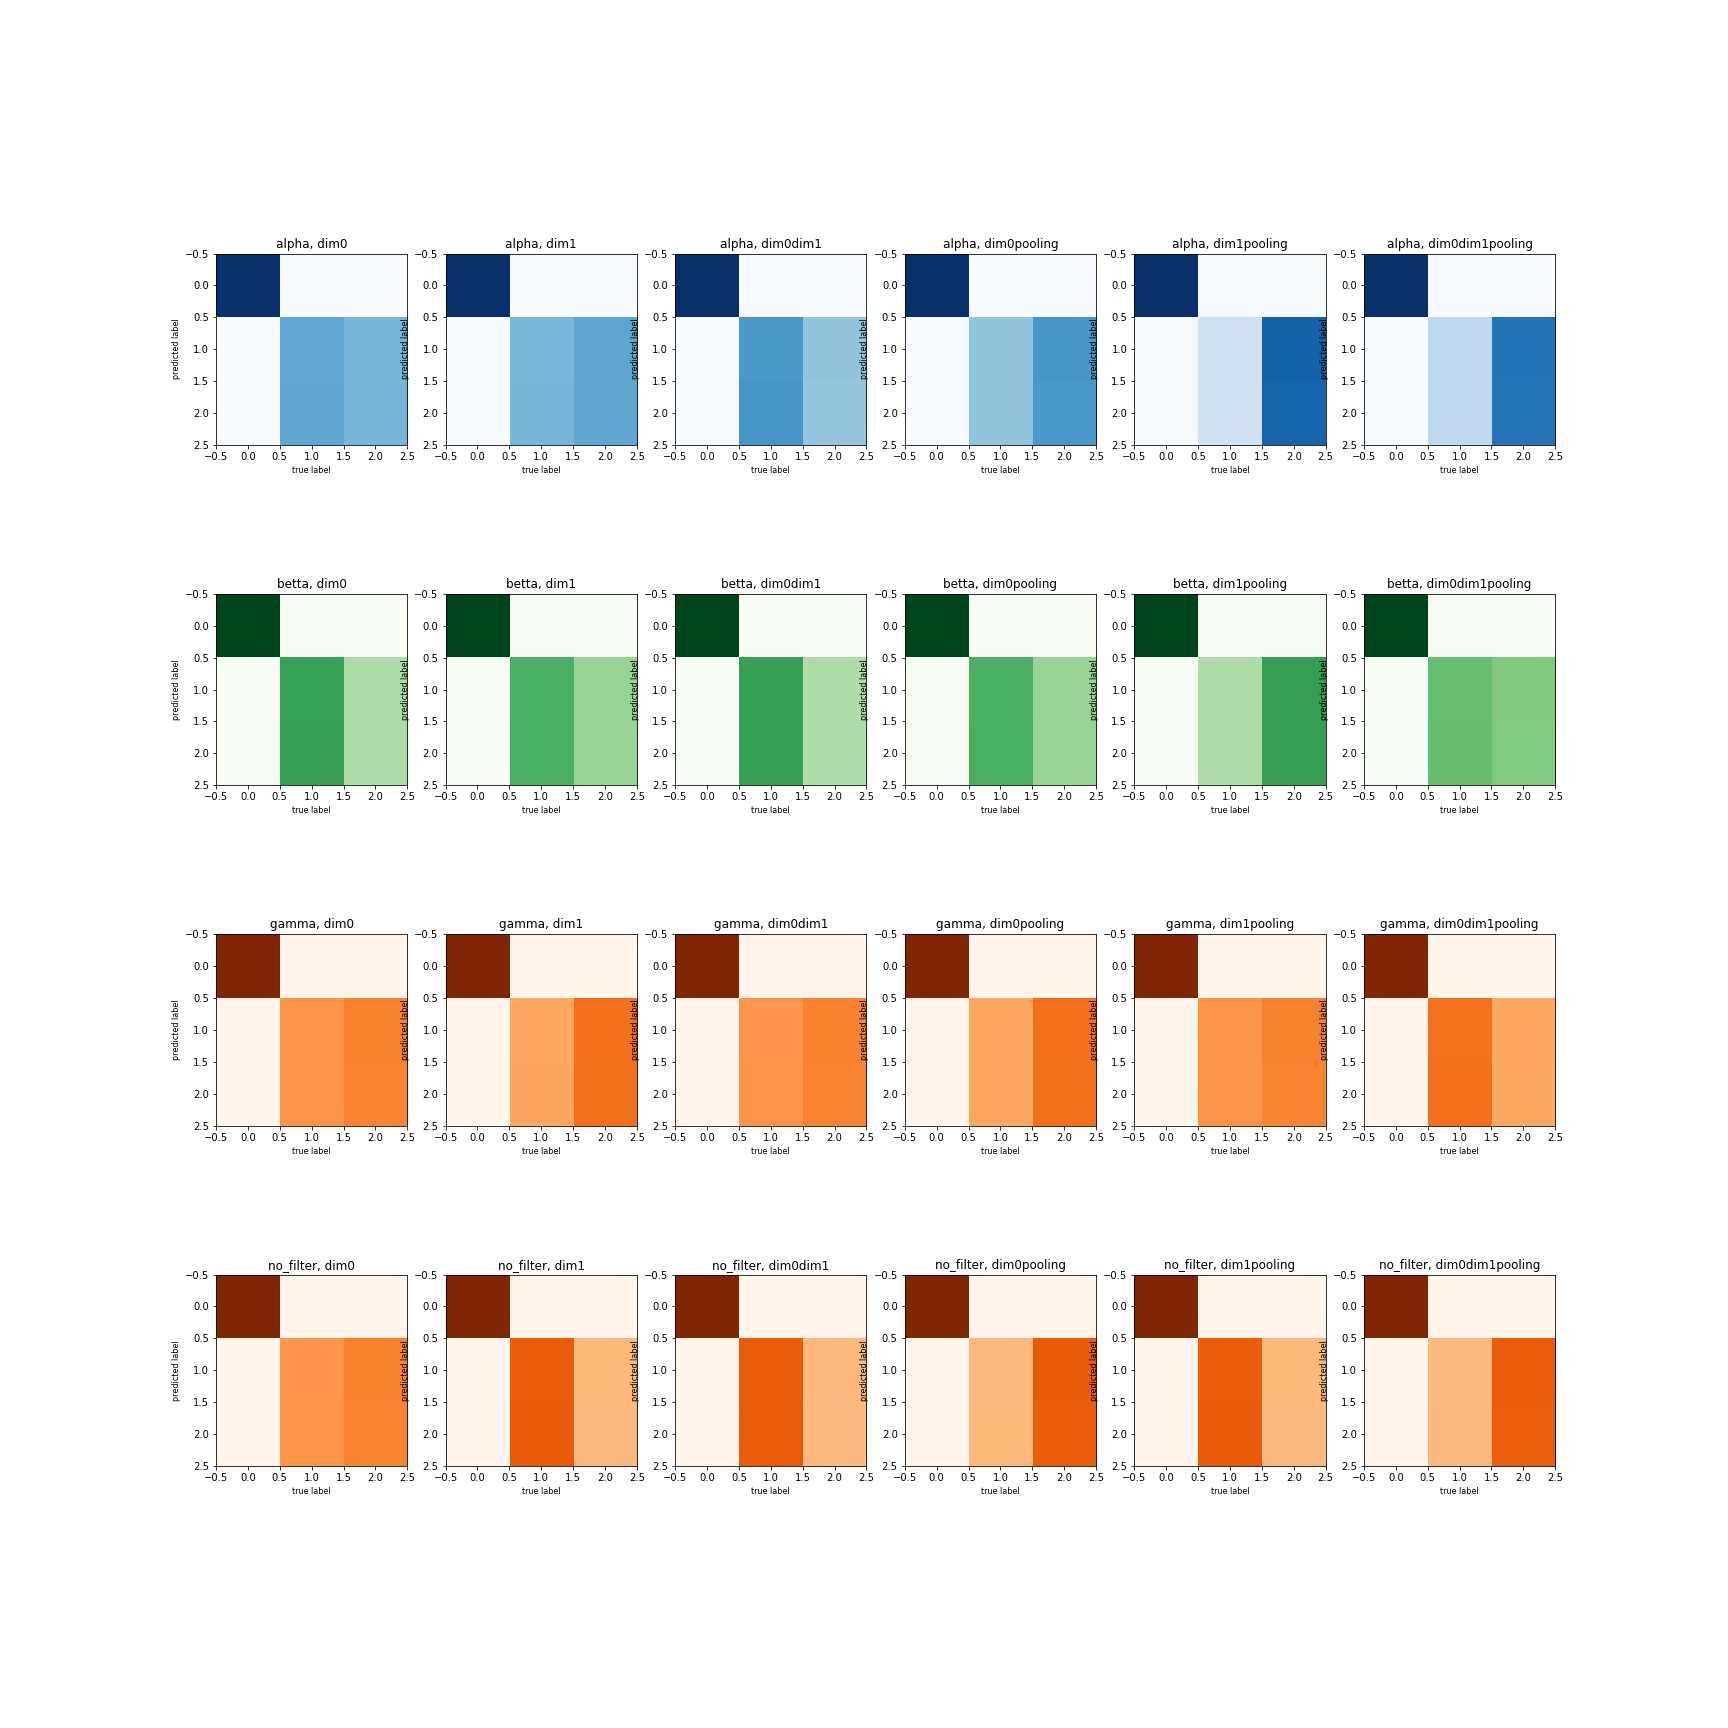 alpha, dim0 alpha, dim1 alpha, dim0dim1 alpha, dim0pooling alpha, dim1pooling alpha, dim0dim1pooling
−0.5 −0.5 −0.5 −0.5 −0.5 −0.5
0.0 0.0 0.0 0.0 0.0 0.0
0.5 0.5 0.5 0.5 0.5 0.5
predicted label predicted label predicted label predicted label predicted label predicted label
1.0 1.0 1.0 1.0 1.0 1.0
1.5 1.5 1.5 1.5 1.5 1.5
2.0 2.0 2.0 2.0 2.0 2.0
2.5 2.5 2.5 2.5 2.5 2.5
−0.5 0.0 0.5 1.0 1.5 2.0 2.5 −0.5 0.0 0.5 1.0 1.5 2.0 2.5 −0.5 0.0 0.5 1.0 1.5 2.0 2.5 −0.5 0.0 0.5 1.0 1.5 2.0 2.5 −0.5 0.0 0.5 1.0 1.5 2.0 2.5 −0.5 0.0 0.5 1.0 1.5 2.0 2.5
true label true label true label true label true label true label
betta, dim0 betta, dim1 betta, dim0dim1 betta, dim0pooling betta, dim1pooling betta, dim0dim1pooling
−0.5 −0.5 −0.5 −0.5 −0.5 −0.5
0.0 0.0 0.0 0.0 0.0 0.0
0.5 0.5 0.5 0.5 0.5 0.5
predicted label predicted label predicted label predicted label predicted label predicted label
1.0 1.0 1.0 1.0 1.0 1.0
1.5 1.5 1.5 1.5 1.5 1.5
2.0 2.0 2.0 2.0 2.0 2.0
2.5 2.5 2.5 2.5 2.5 2.5
−0.5 0.0 0.5 1.0 1.5 2.0 2.5 −0.5 0.0 0.5 1.0 1.5 2.0 2.5 −0.5 0.0 0.5 1.0 1.5 2.0 2.5 −0.5 0.0 0.5 1.0 1.5 2.0 2.5 −0.5 0.0 0.5 1.0 1.5 2.0 2.5 −0.5 0.0 0.5 1.0 1.5 2.0 2.5
true label true label true label true label true label true label
gamma, dim0 gamma, dim1 gamma, dim0dim1 gamma, dim0pooling gamma, dim1pooling gamma, dim0dim1pooling
−0.5 −0.5 −0.5 −0.5 −0.5 −0.5
0.0 0.0 0.0 0.0 0.0 0.0
0.5 0.5 0.5 0.5 0.5 0.5
predicted label predicted label predicted label predicted label predicted label predicted label
1.0 1.0 1.0 1.0 1.0 1.0
1.5 1.5 1.5 1.5 1.5 1.5
2.0 2.0 2.0 2.0 2.0 2.0
2.5 2.5 2.5 2.5 2.5 2.5
−0.5 0.0 0.5 1.0 1.5 2.0 2.5 −0.5 0.0 0.5 1.0 1.5 2.0 2.5 −0.5 0.0 0.5 1.0 1.5 2.0 2.5 −0.5 0.0 0.5 1.0 1.5 2.0 2.5 −0.5 0.0 0.5 1.0 1.5 2.0 2.5 −0.5 0.0 0.5 1.0 1.5 2.0 2.5
true label true label true label true label true label true label
no_filter, dim0 no_filter, dim1 no_filter, dim0dim1 no_filter, dim0pooling no_filter, dim1pooling no_filter, dim0dim1pooling
−0.5 −0.5 −0.5 −0.5 −0.5 −0.5
0.0 0.0 0.0 0.0 0.0 0.0
0.5 0.5 0.5 0.5 0.5 0.5
predicted label predicted label predicted label predicted label predicted label predicted label
1.0 1.0 1.0 1.0 1.0 1.0
1.5 1.5 1.5 1.5 1.5 1.5
2.0 2.0 2.0 2.0 2.0 2.0
2.5 2.5 2.5 2.5 2.5 2.5
−0.5 0.0 0.5 1.0 1.5 2.0 2.5 −0.5 0.0 0.5 1.0 1.5 2.0 2.5 −0.5 0.0 0.5 1.0 1.5 2.0 2.5 −0.5 0.0 0.5 1.0 1.5 2.0 2.5 −0.5 0.0 0.5 1.0 1.5 2.0 2.5 −0.5 0.0 0.5 1.0 1.5 2.0 2.5
true label true label true label true label true label true label